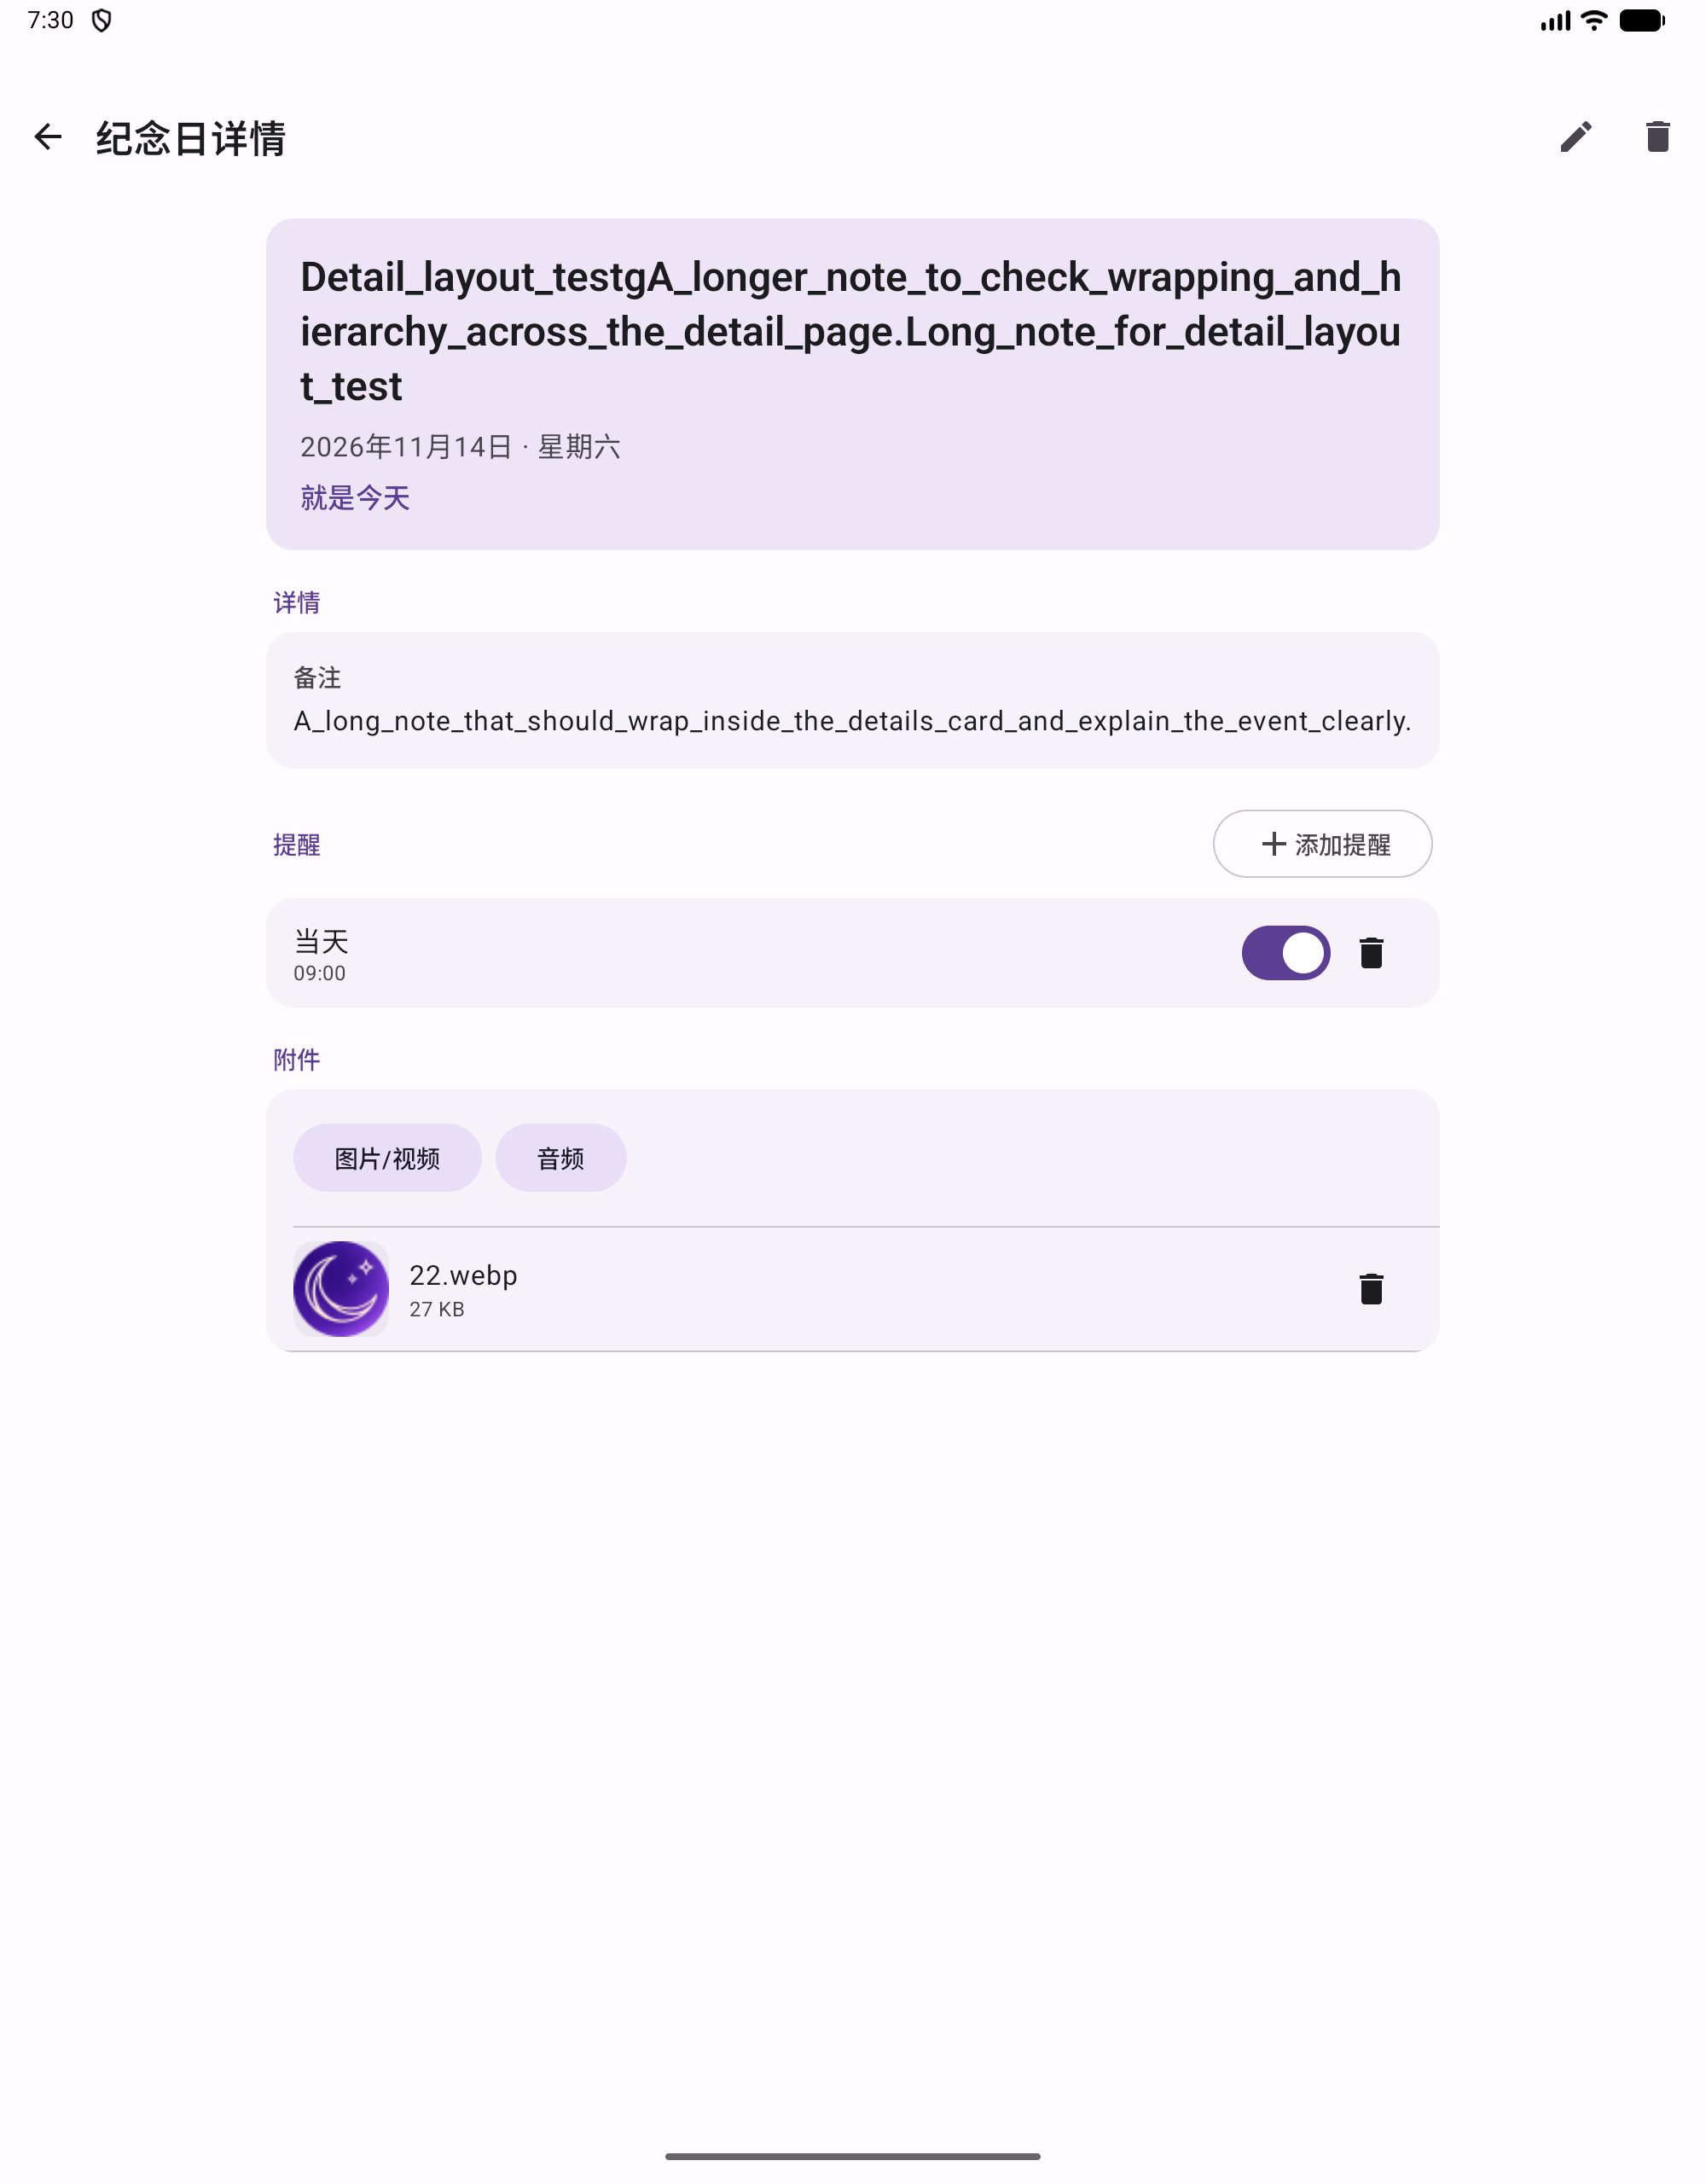 7:30
纪念日详情
Detail_layout_testgA_longer_note_to_check_wrapping_and_h
ierarchy_across_the_detail_page.Long_note_for_detail_layou
t_test
2026年11月14日 · 星期六
就是今天
详情
备注
A_long_note_that_should_wrap_inside_the_details_card_and_explain_the_event_clearly.
提醒
添加提醒
当天
09:00
附件
图片/视频
音频
22.webp
27 KB